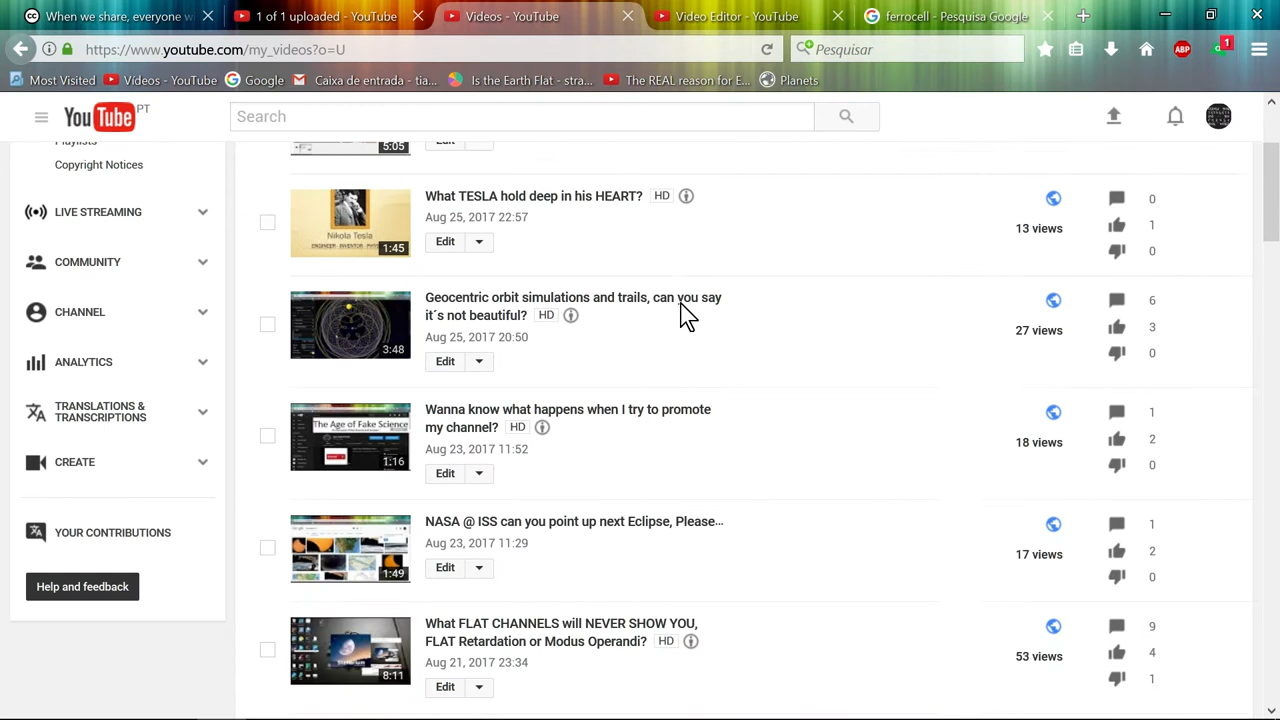 When we share, everyone w
1 of 1 uploaded - YouTube
Videos - YouTube
Video Editor - YouTube
ferrocell - Pesquisa Google
https://www.youtube.com/my_videos?o=U
Pesquisar
ABP
1
Most Visited
Vídeos - YouTube
Google
Caixa de entrada - tia...
Is the Earth Flat - stra...
The REAL reason for E...
Planets
YouTube PT
Search
Playlists
Copyright Notices
LIVE STREAMING
COMMUNITY
CHANNEL
ANALYTICS
TRANSLATIONS &
TRANSCRIPTIONS
CREATE
YOUR CONTRIBUTIONS
Help and feedback
5:05
Edit
Nikola Tesla
1:45
What TESLA hold deep in his HEART? HD
Aug 25, 2017 22:57
Edit
13 views
0
1
0
3:48
Geocentric orbit simulations and trails, can you say
it´s not beautiful? HD
Aug 25, 2017 20:50
Edit
27 views
6
3
0
The Age of Fake Science
1:16
Wanna know what happens when I try to promote
my channel? HD
Aug 23, 2017 11:52
Edit
18 views
1
2
0
1:49
NASA @ ISS can you point up next Eclipse, Please...
Aug 23, 2017 11:20
Edit
17 views
1
2
0
Stellarium
8:11
What FLAT CHANNELS will NEVER SHOW YOU,
FLAT Retardation or Modus Operandi? HD
Aug 21, 2017 23:34
Edit
53 views
9
4
1